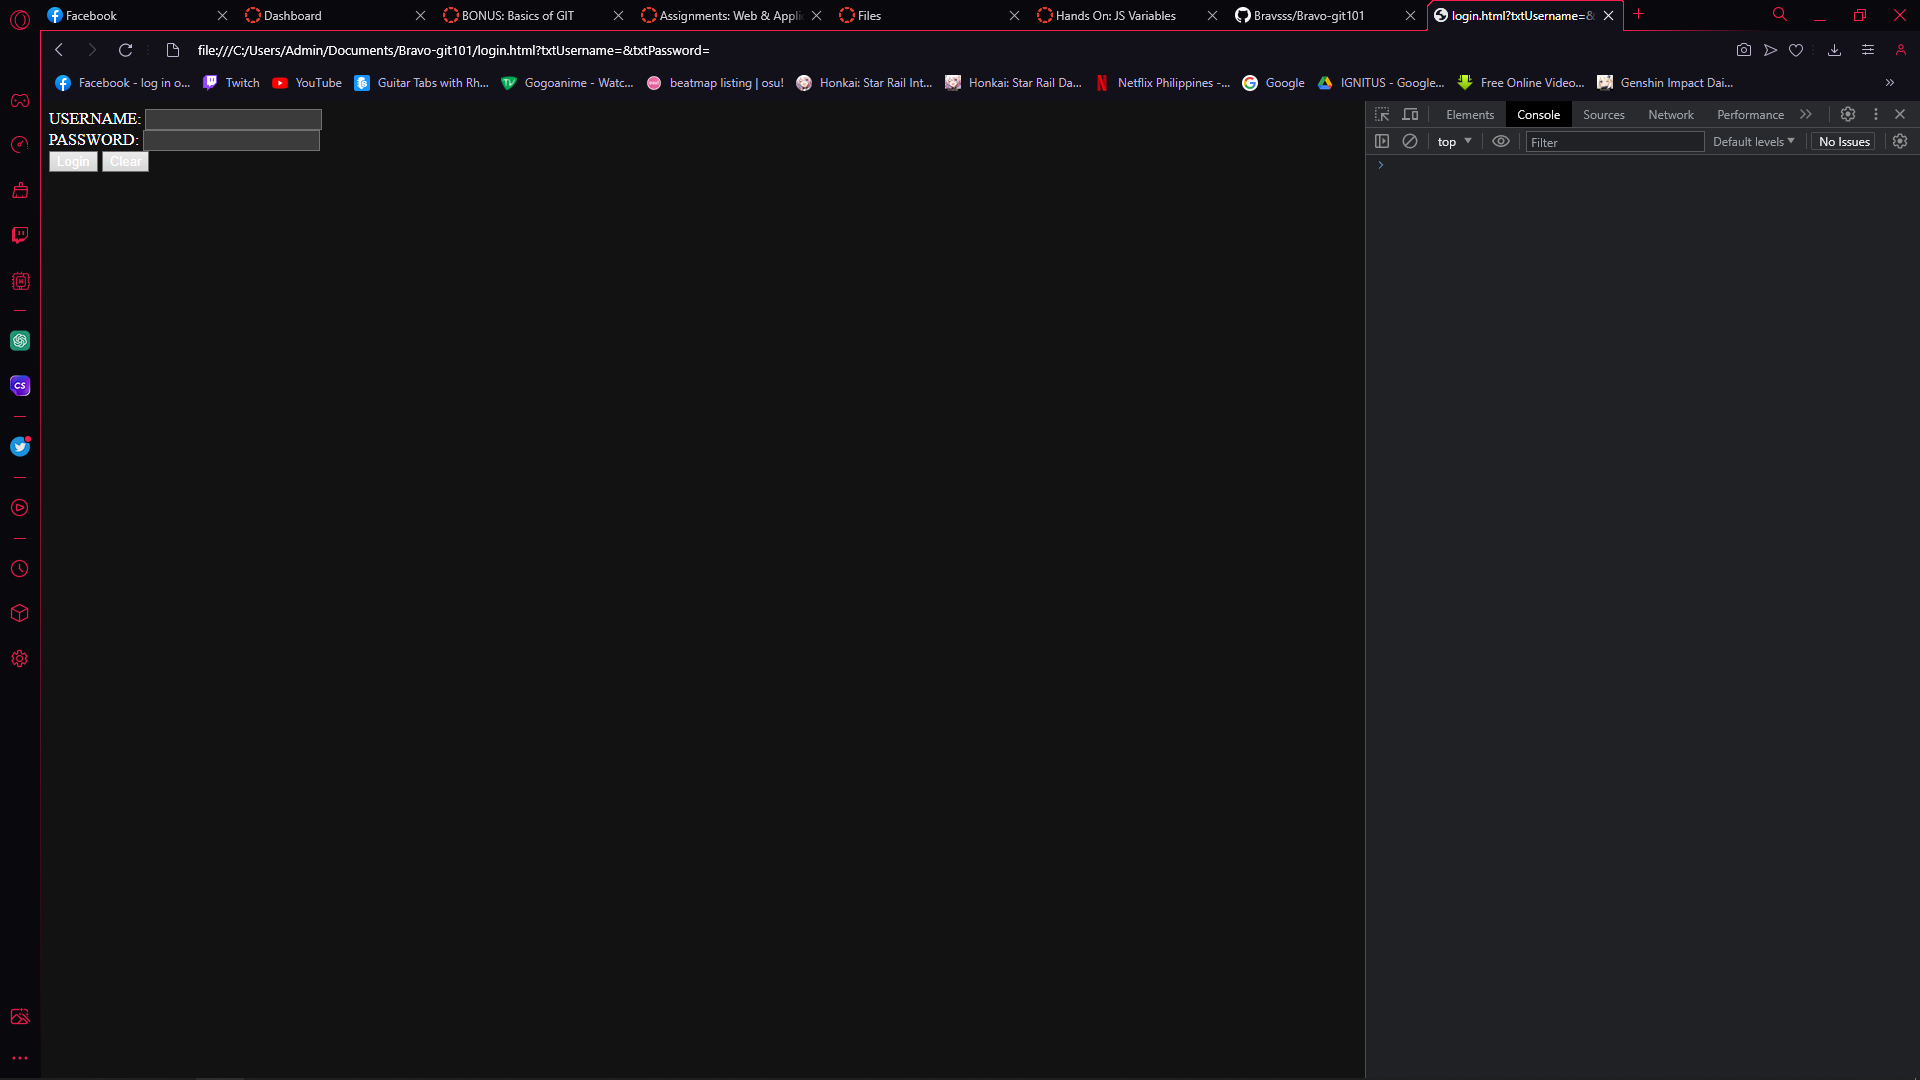 Facebook
Dashboard
BONUS: Basics of GIT
Assignments: Web & Appli
Files
Hands On: JS Variables
Bravsss/Bravo-git101
login.html?txtUsername=&
file:///C:/Users/Admin/Documents/Bravo-git101/login.html?txtUsername=&txtPassword=
Facebook - log in o...
Twitch
YouTube
Guitar Tabs with Rh...
Gogoanime - Watc...
beatmap listing | osu!
Honkai: Star Rail Int...
Honkai: Star Rail Da...
Netflix Philippines -...
Google
IGNITUS - Google...
Free Online Video...
Genshin Impact Dai...
USERNAME:
PASSWORD:
Login Clear
Elements Console Sources Network Performance
top Filter Default levels No Issues
CS